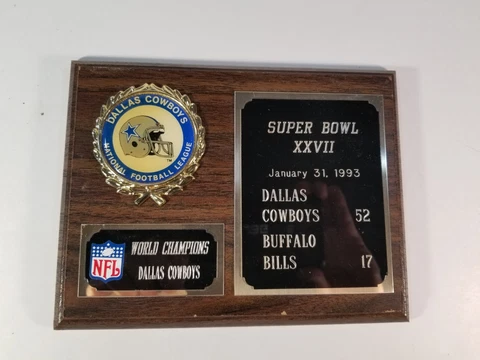 DALLAS COWBOYS
NATIONAL FOOTBALL LEAGUE
NFL
WORLD CHAMPIONS
DALLAS COWBOYS
SUPER BOWL
XXVII
January 31, 1993
DALLAS
COWBOYS 52
BUFFALO
BILLS 17